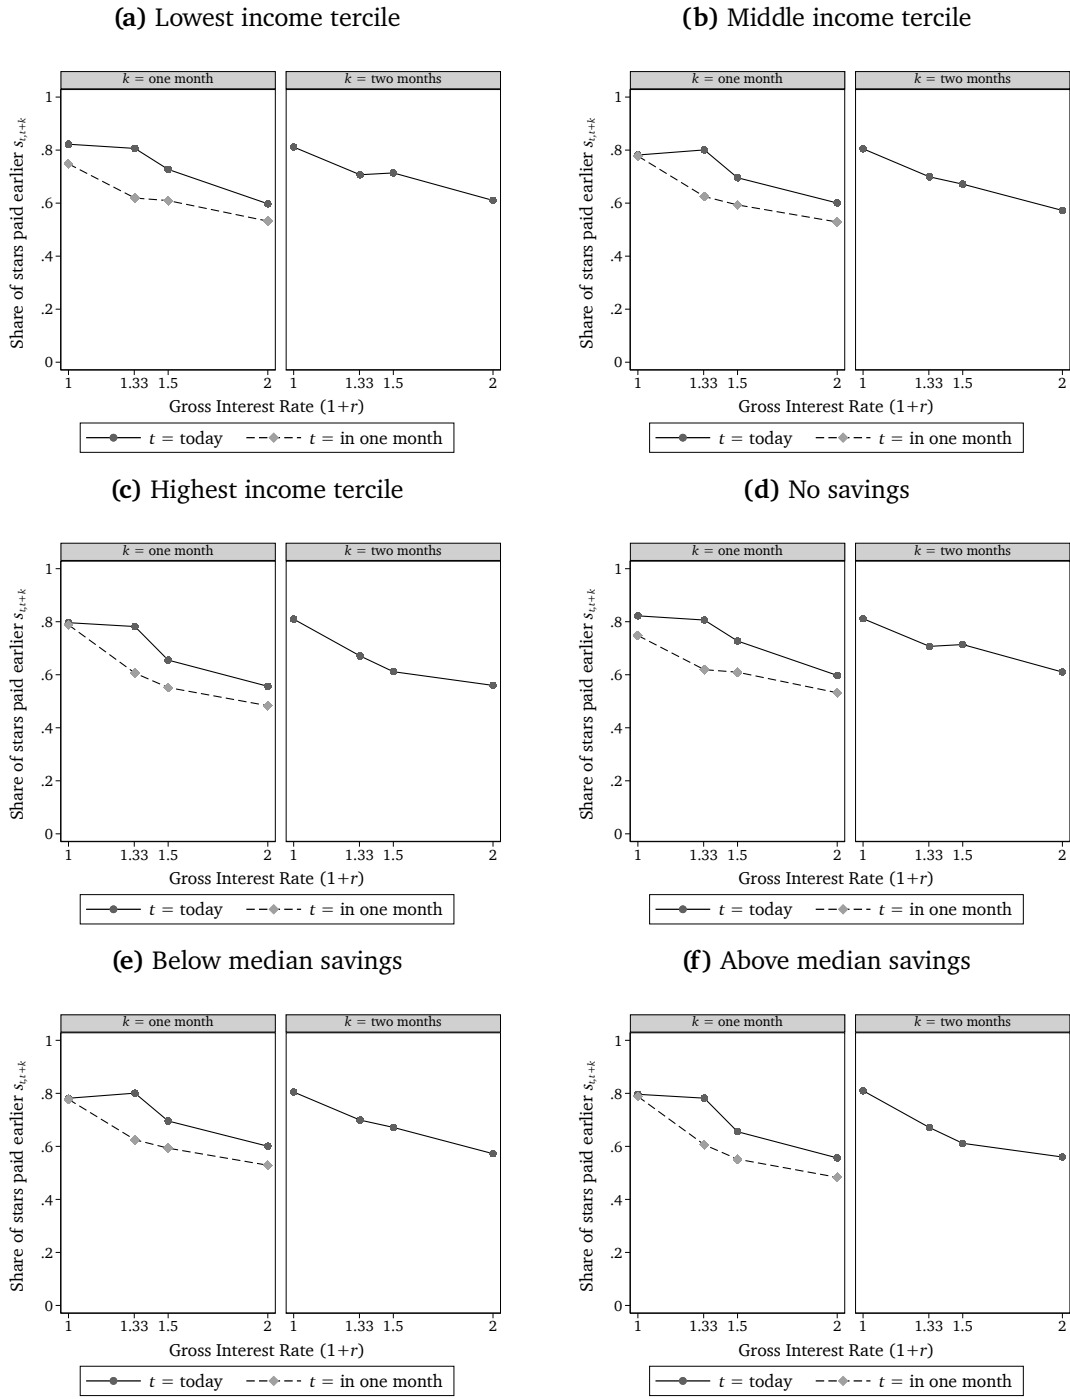 (a) Lowest income tercile
k = one month
k = two months
Share of stars paid earlier s_{t,t+k}
1
.8
.6
.4
.2
0
1 1.33 1.5 2
1 1.33 1.5 2
Gross Interest Rate (1+r)
t = today t = in one month
(b) Middle income tercile
k = one month
k = two months
Share of stars paid earlier s_{t,t+k}
1
.8
.6
.4
.2
0
1 1.33 1.5 2
1 1.33 1.5 2
Gross Interest Rate (1+r)
t = today t = in one month
(c) Highest income tercile
k = one month
k = two months
Share of stars paid earlier s_{t,t+k}
1
.8
.6
.4
.2
0
1 1.33 1.5 2
1 1.33 1.5 2
Gross Interest Rate (1+r)
t = today t = in one month
(d) No savings
k = one month
k = two months
Share of stars paid earlier s_{t,t+k}
1
.8
.6
.4
.2
0
1 1.33 1.5 2
1 1.33 1.5 2
Gross Interest Rate (1+r)
t = today t = in one month
(e) Below median savings
k = one month
k = two months
Share of stars paid earlier s_{t,t+k}
1
.8
.6
.4
.2
0
1 1.33 1.5 2
1 1.33 1.5 2
Gross Interest Rate (1+r)
t = today t = in one month
(f) Above median savings
k = one month
k = two months
Share of stars paid earlier s_{t,t+k}
1
.8
.6
.4
.2
0
1 1.33 1.5 2
1 1.33 1.5 2
Gross Interest Rate (1+r)
t = today t = in one month